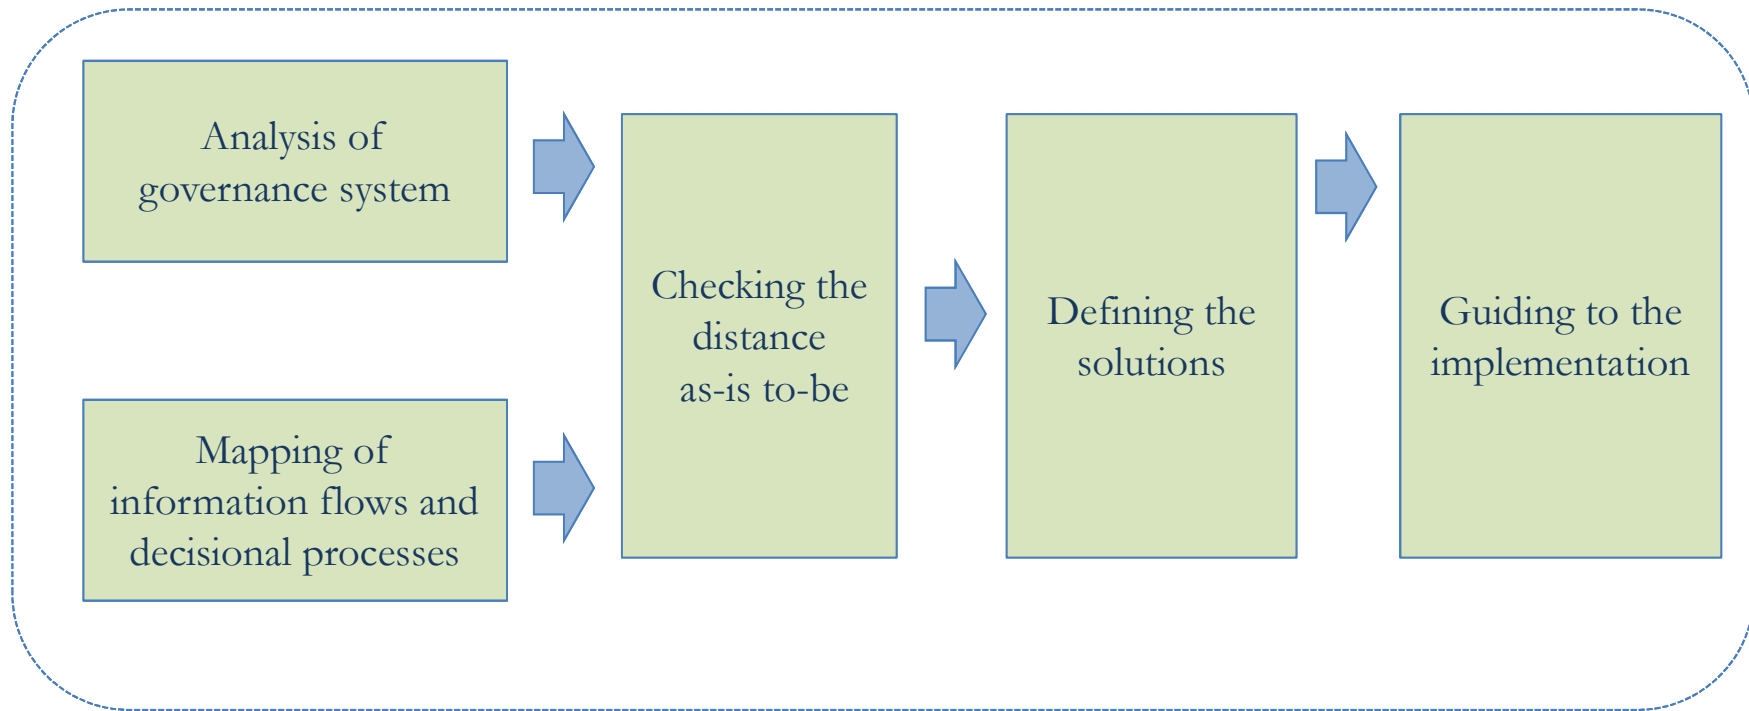 Analysis of
governance system
Mapping of
information flows and
decisional processes
Checking the
distance
as-is to-be
Defining the
solutions
Guiding to the
implementation